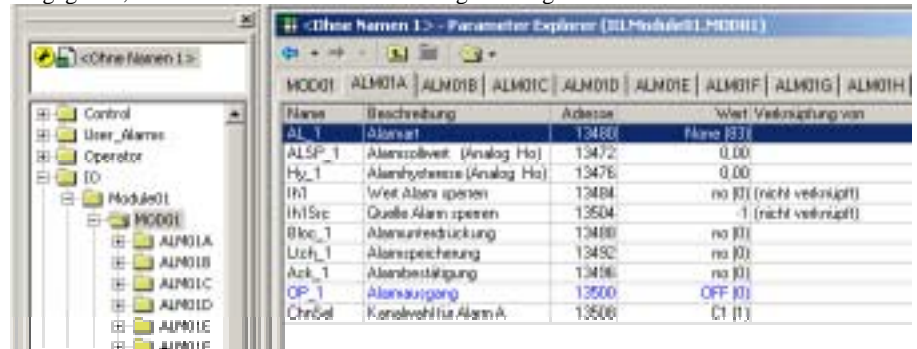 <Ohne Namen 1>
Control
User_Alarms
Operator
IO
Module01
MOD01
ALM01A
ALM01B
ALM01C
ALM01D
ALM01E
<Ohne Namen 1> - Parameter Explorer (IO.Module01.MOD01)
MOD01 ALM01A ALM01B ALM01C ALM01D ALM01E ALM01F ALM01G ALM01H
Name Beschreibung Adresse Wert Verknüpfung von
AL_1 Alarmart 13480 None (83)
ALSP_1 Alarmsollwert (Analog Ho) 13472 0,00
Hy_1 Alarmhysterese (Analog Ho) 13476 0,00
Ih1 Wert Alarm sperren 13484 no (0) (nicht verknüpft)
Ih1Src Quelle Alarm sperren 13504 -1 (nicht verknüpft)
Bloc_1 Alarmunterdrückung 13488 no (0)
Ltch_1 Alarmspeicherung 13492 no (0)
Ack_1 Alarmbestätigung 13496 no (0)
OP_1 Alarmausgang 13500 OFF (0)
ChnSel Kanalwahl für Alarm A 13508 C1 (1)